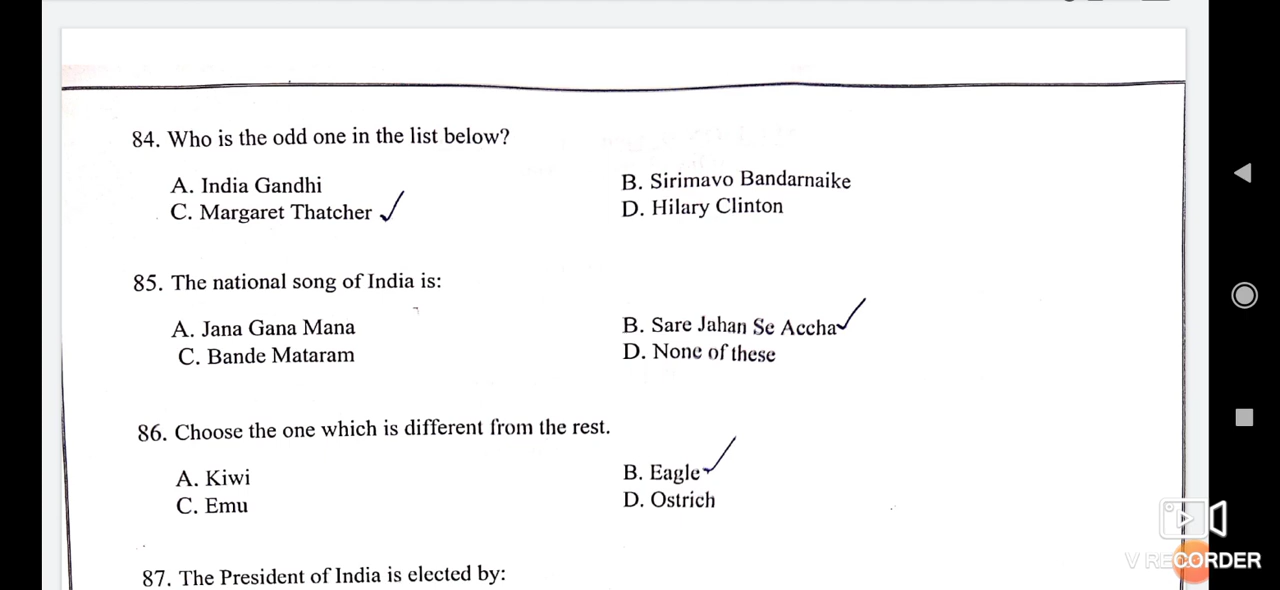 84. Who is the odd one in the list below?
A. India Gandhi
B. Sirimavo Bandarnaike
C. Margaret Thatcher
D. Hilary Clinton
85. The national song of India is:
A. Jana Gana Mana
B. Sare Jahan Se Accha
C. Bande Mataram
D. None of these
86. Choose the one which is different from the rest.
A. Kiwi
B. Eagle
C. Emu
D. Ostrich
87. The President of India is elected by:
V RECORDER